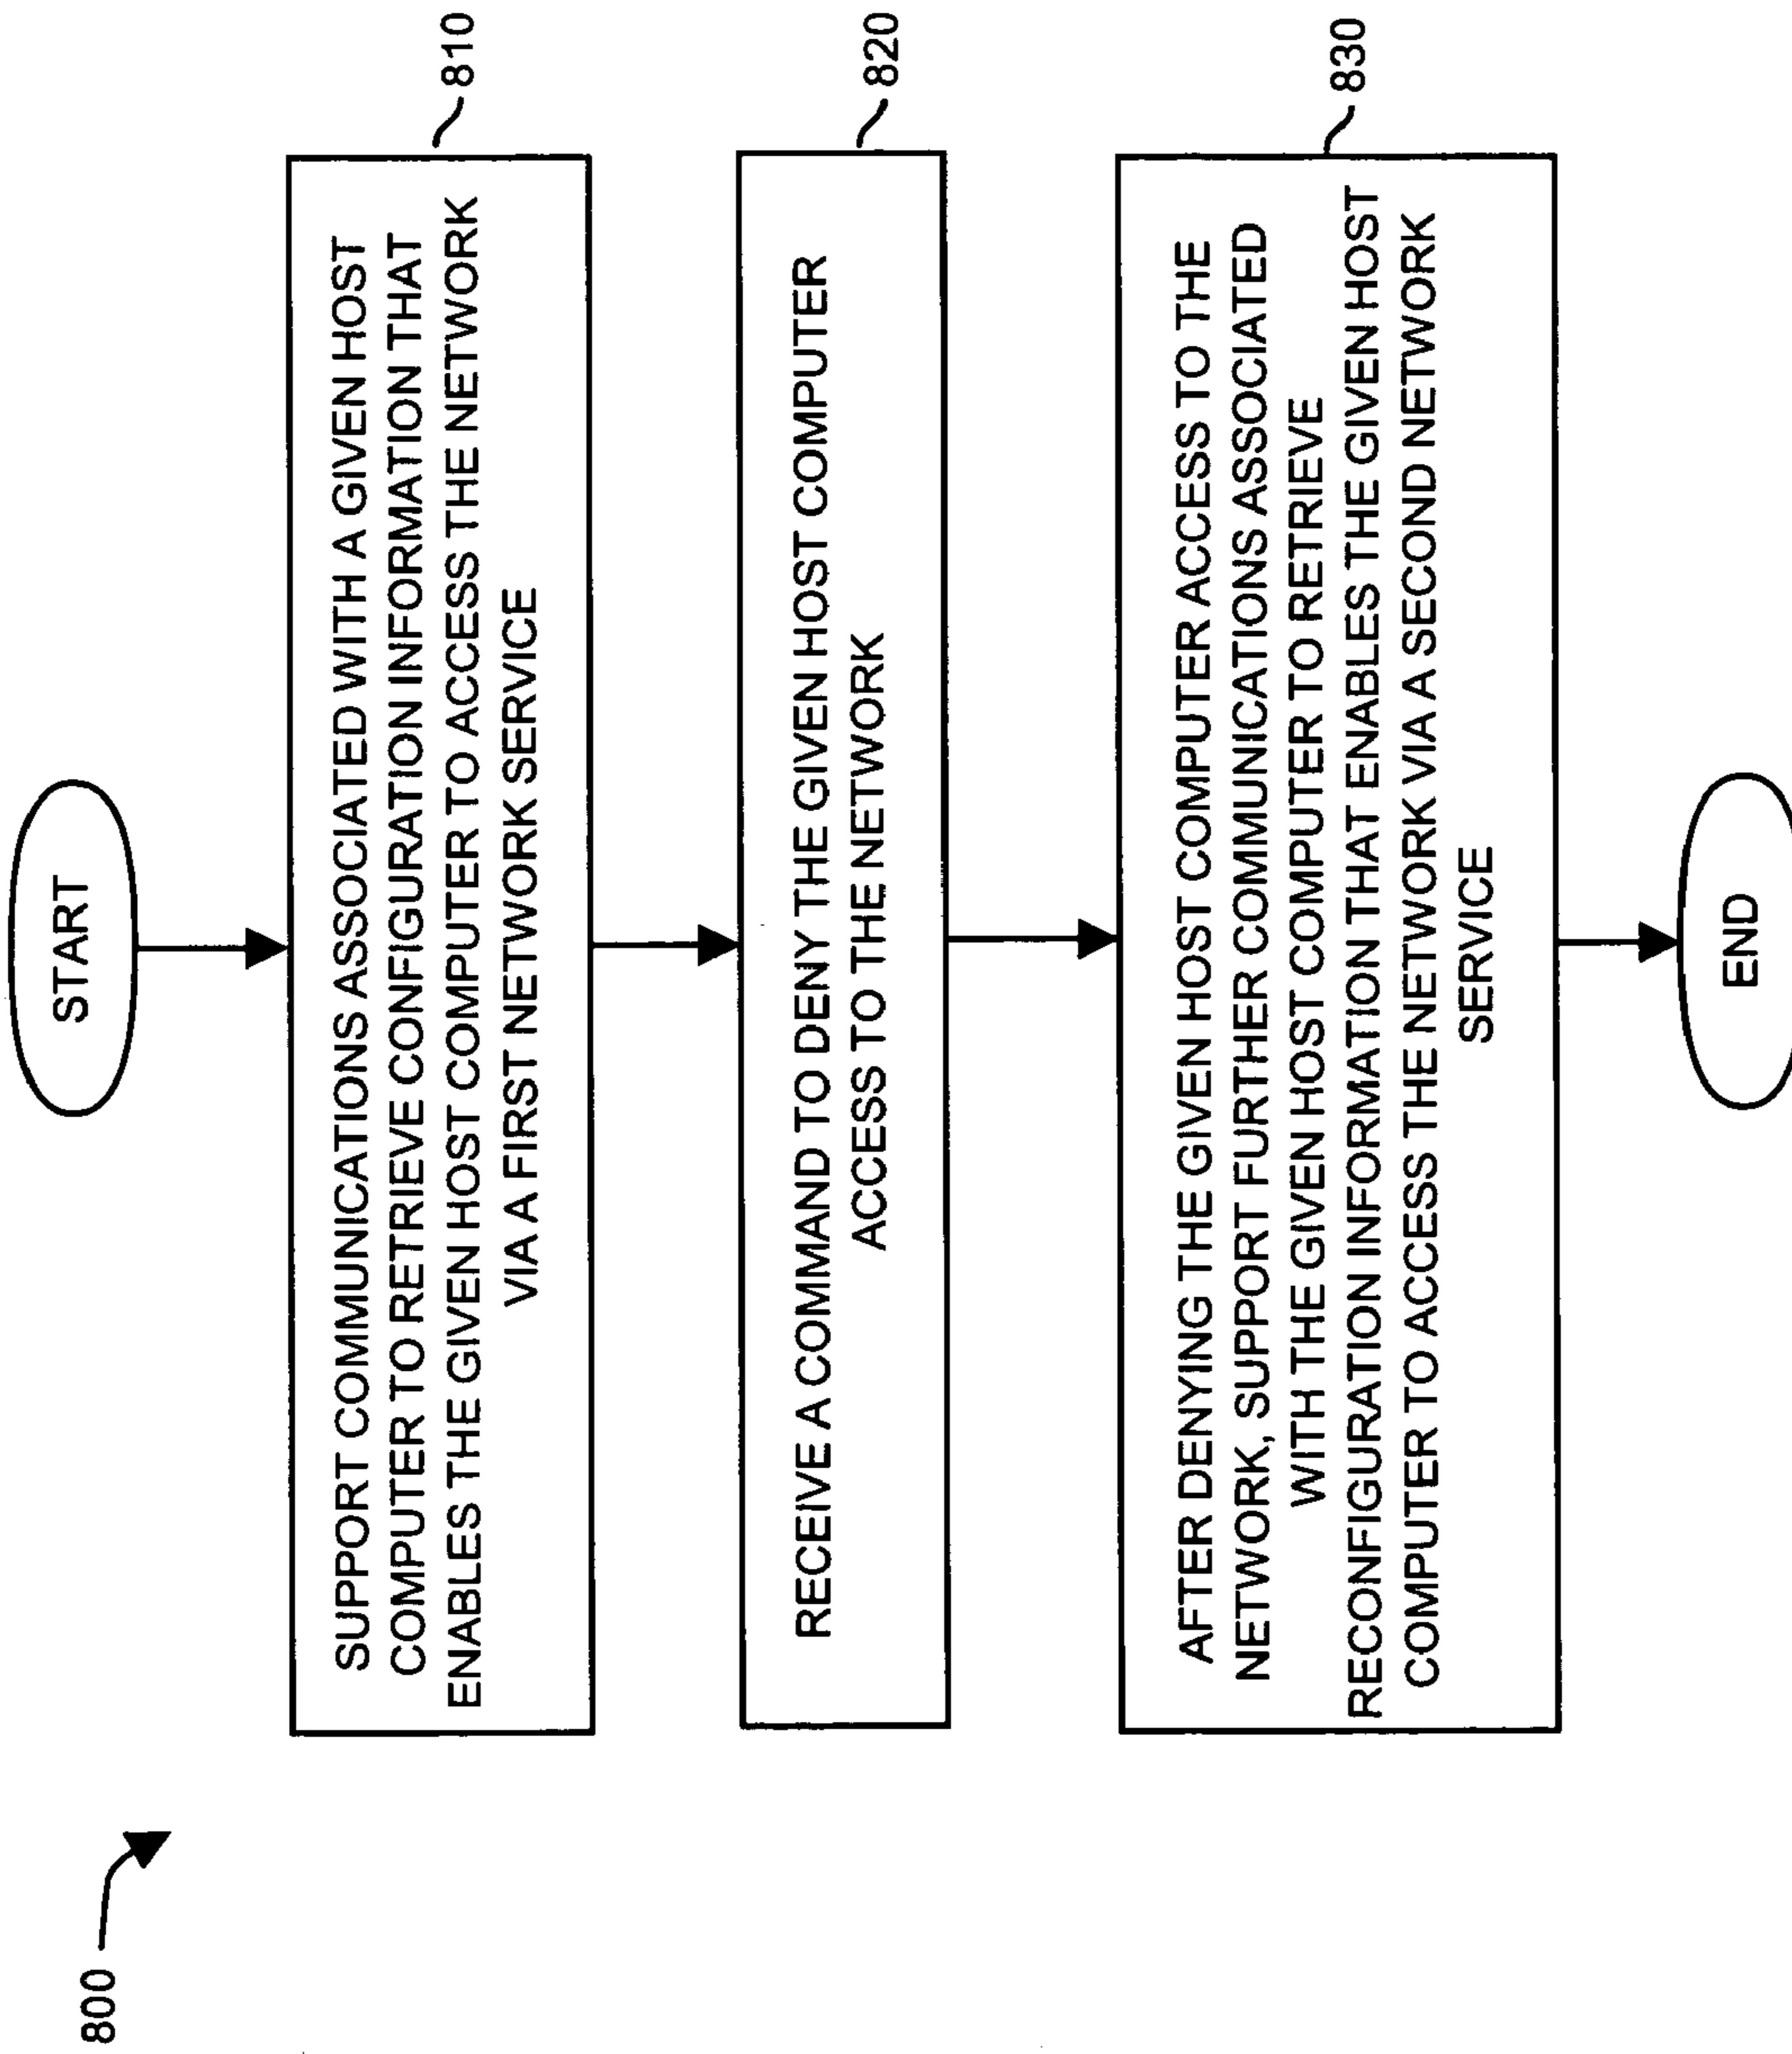 800
START
SUPPORT COMMUNICATIONS ASSOCIATED WITH A GIVEN HOST
COMPUTER TO RETRIEVE CONFIGURATION INFORMATION THAT
ENABLES THE GIVEN HOST COMPUTER TO ACCESS THE NETWORK
VIA A FIRST NETWORK SERVICE
810
RECEIVE A COMMAND TO DENY THE GIVEN HOST COMPUTER
ACCESS TO THE NETWORK
820
AFTER DENYING THE GIVEN HOST COMPUTER ACCESS TO THE
NETWORK, SUPPORT FURTHER COMMUNICATIONS ASSOCIATED
WITH THE GIVEN HOST COMPUTER TO RETRIEVE
RECONFIGURATION INFORMATION THAT ENABLES THE GIVEN HOST
COMPUTER TO ACCESS THE NETWORK VIA A SECOND NETWORK
SERVICE
830
END